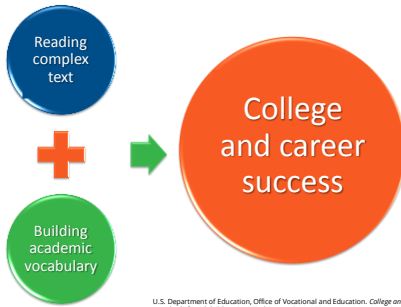 Reading
complex
text
Building
academic
vocabulary
College
and career
success
U.S. Department of Education, Office of Vocational and Education. College an